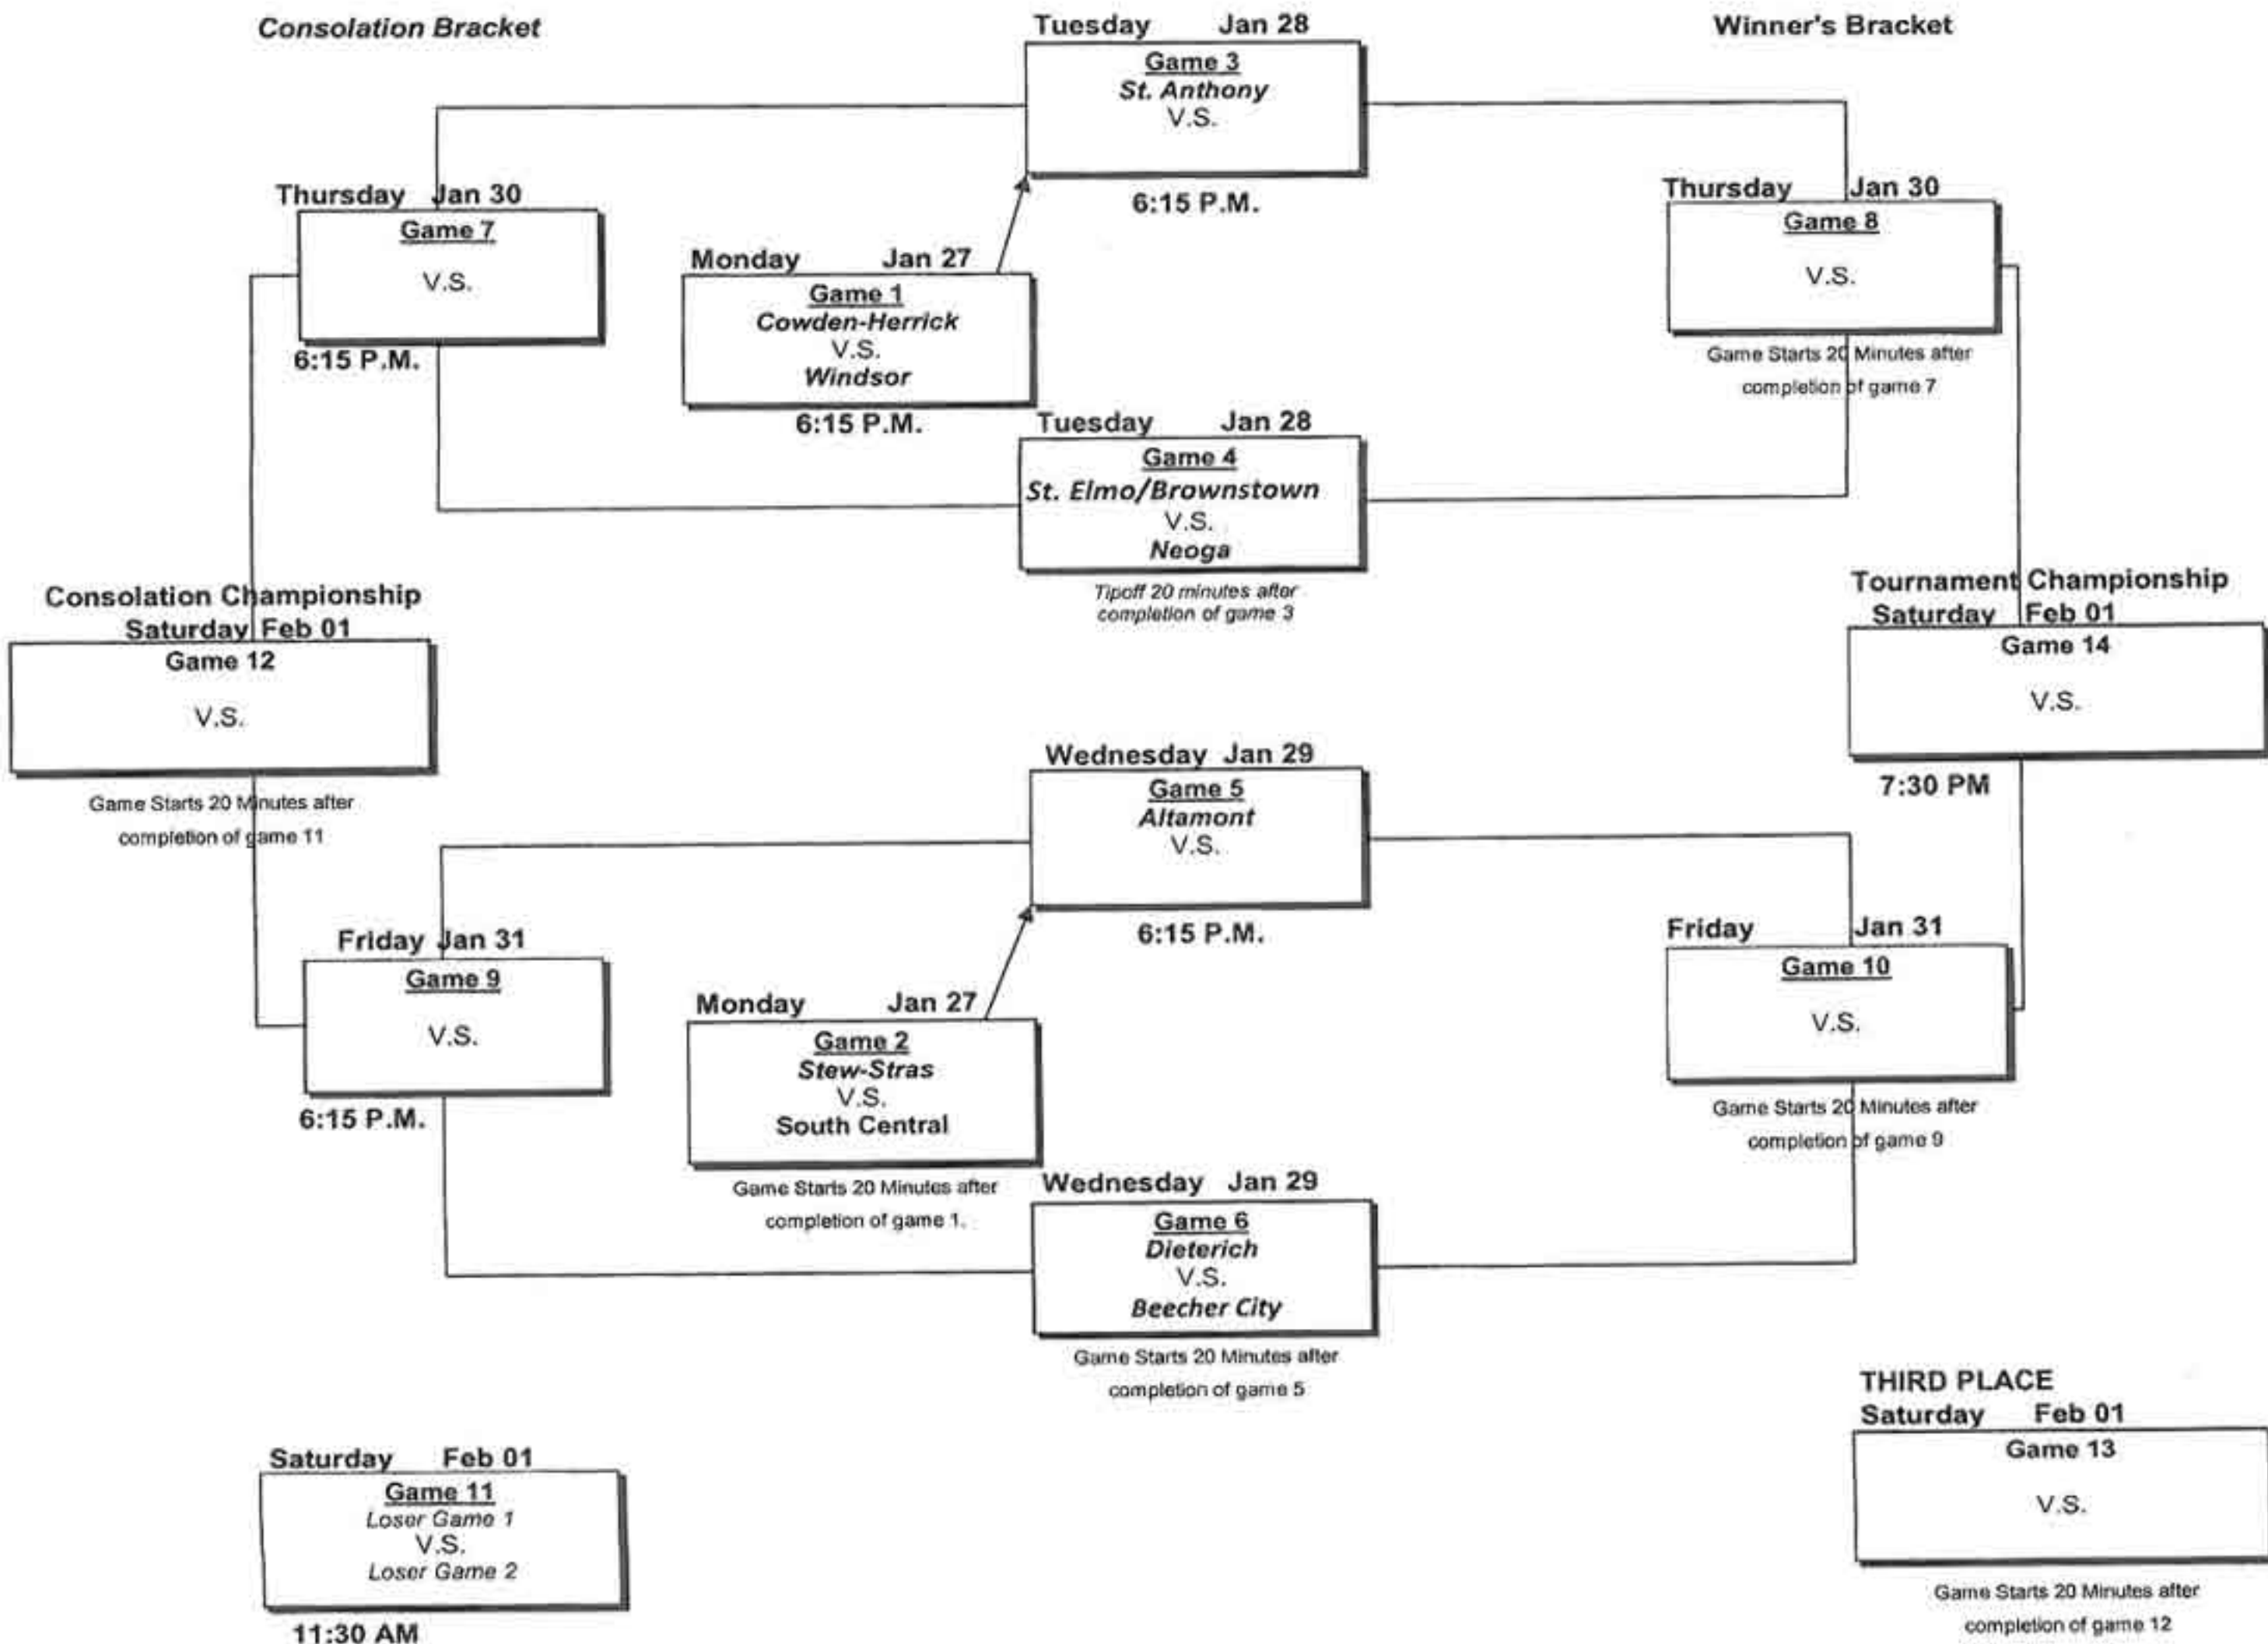 Consolation Bracket
Winner's Bracket
Tuesday Jan 28
Game 3
St. Anthony
V.S.
6:15 P.M.
Thursday Jan 30
Game 7
V.S.
6:15 P.M.
Monday Jan 27
Game 1
Cowden-Herrick
V.S.
Windsor
6:15 P.M.
Thursday Jan 30
Game 8
V.S.
Game Starts 20 Minutes after
completion of game 7
Tuesday Jan 28
Game 4
St. Elmo/Brownstown
V.S.
Neoga
Tipoff 20 minutes after
completion of game 3
Consolation Championship
Saturday Feb 01
Game 12
V.S.
Game Starts 20 Minutes after
completion of game 11
Tournament Championship
Saturday Feb 01
Game 14
V.S.
7:30 PM
Wednesday Jan 29
Game 5
Altamont
V.S.
6:15 P.M.
Friday Jan 31
Game 9
V.S.
6:15 P.M.
Monday Jan 27
Game 2
Stew-Stras
V.S.
South Central
Game Starts 20 Minutes after
completion of game 1.
Friday Jan 31
Game 10
V.S.
Game Starts 20 Minutes after
completion of game 9
Wednesday Jan 29
Game 6
Dieterich
V.S.
Beecher City
Game Starts 20 Minutes after
completion of game 5
Saturday Feb 01
Game 11
Loser Game 1
V.S.
Loser Game 2
11:30 AM
THIRD PLACE
Saturday Feb 01
Game 13
V.S.
Game Starts 20 Minutes after
completion of game 12